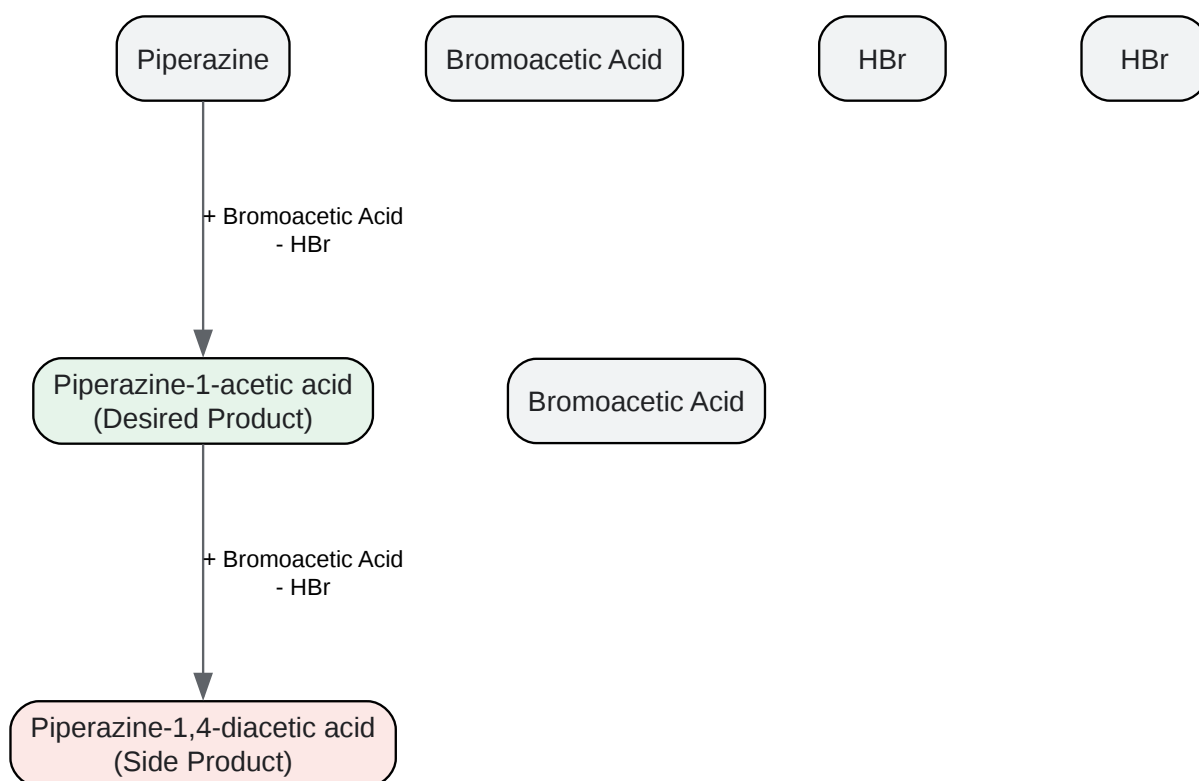 Piperazine
Bromoacetic Acid
HBr
HBr
+ Bromoacetic Acid
- HBr
Piperazine-1-acetic acid
(Desired Product)
Bromoacetic Acid
+ Bromoacetic Acid
- HBr
Piperazine-1,4-diacetic acid
(Side Product)